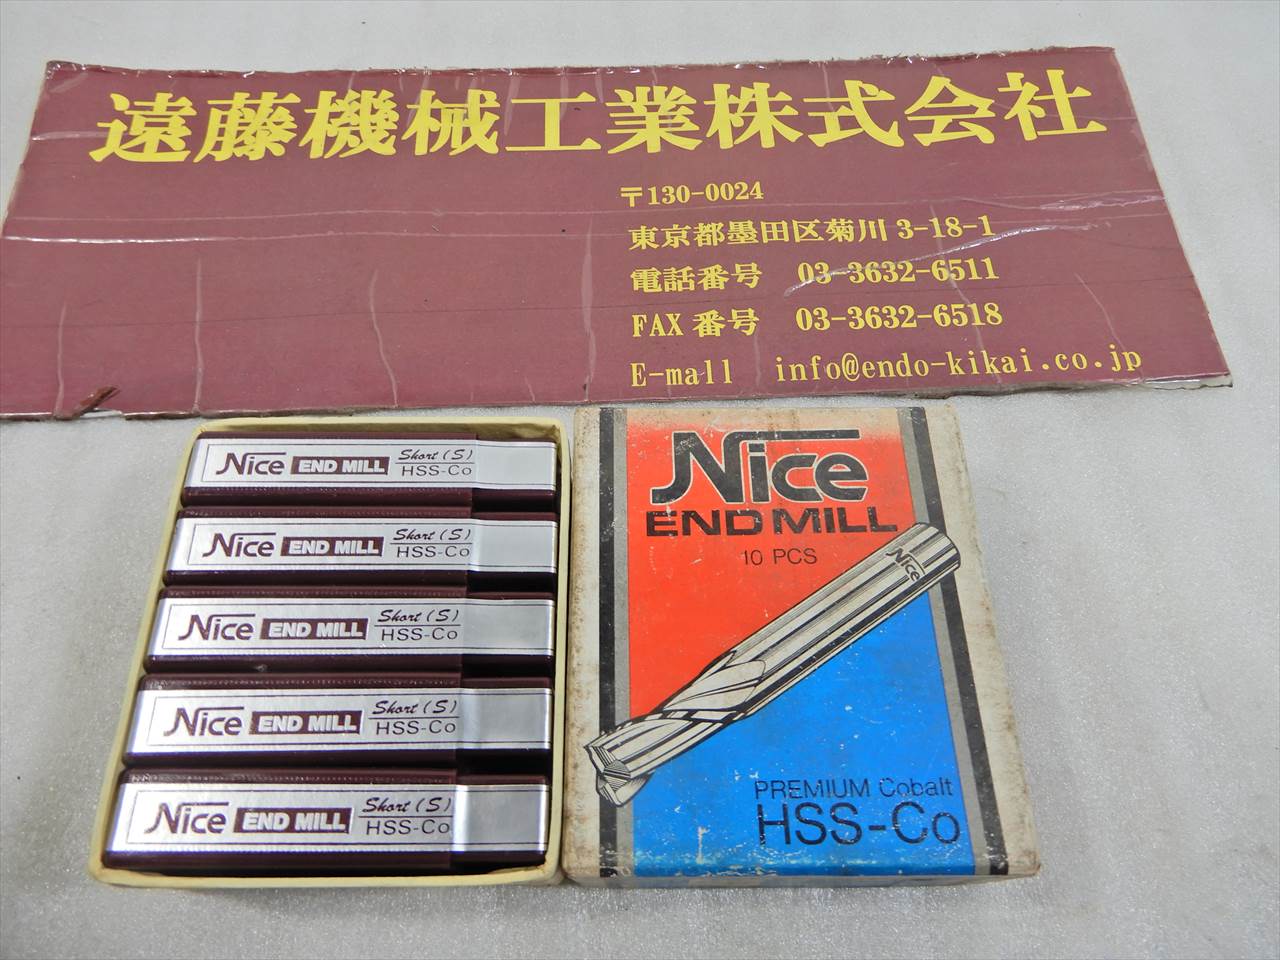 遠藤機械工業株式会社
〒130-0024
東京都墨田区菊川 3-18-1
電話番号 03-3632-6511
FAX 番号 03-3632-6518
E-mall info@endo-kikai.co.jp
Nice END MILL Short (S) HSS-Co
Nice END MILL Short (S) HSS-Co
Nice END MILL Short (S) HSS-Co
Nice END MILL Short (S) HSS-Co
Nice END MILL Short (S) HSS-Co
Nice
END MILL
10 PCS
Nice
PREMIUM Cobalt
HSS-Co